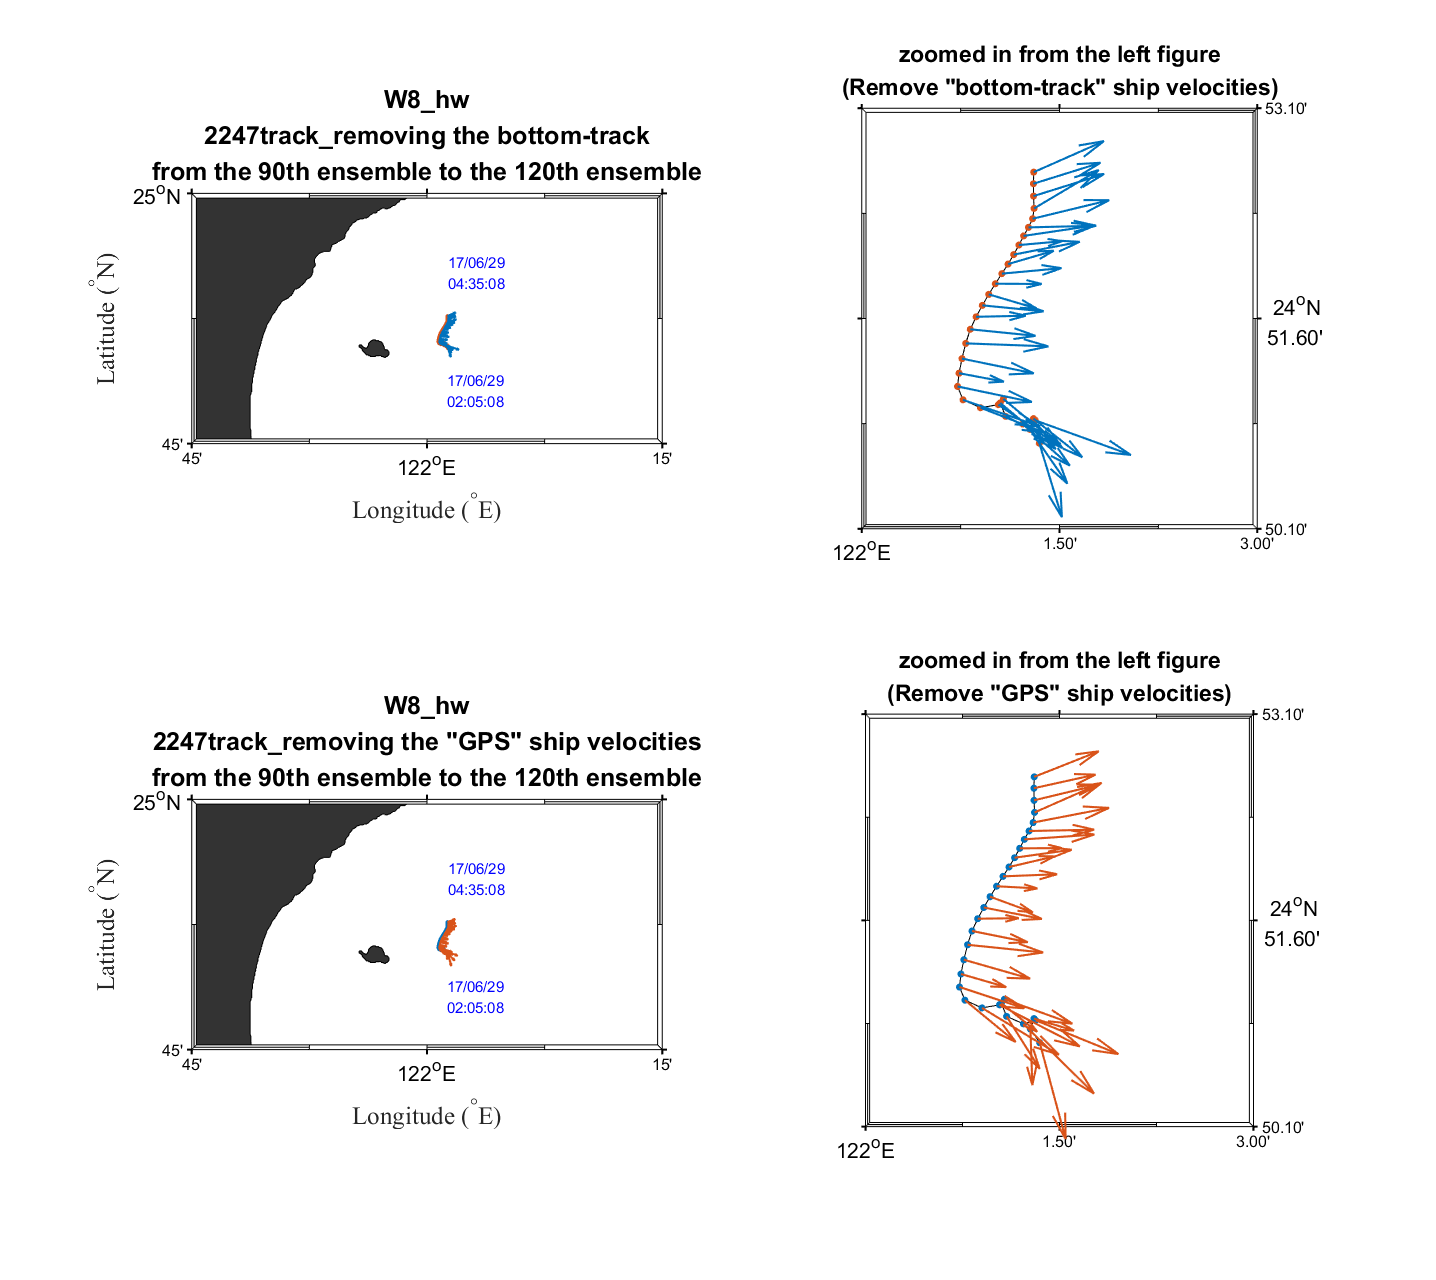 W8_hw
2247track_removing the bottom-track
from the 90th ensemble to the 120th ensemble
25°N
45'
45'
122°E
15'
Latitude (°N)
Longitude (°E)
17/06/29
04:35:08
17/06/29
02:05:08
zoomed in from the left figure
(Remove "bottom-track" ship velocities)
53.10'
24°N
51.60'
50.10'
122°E
1.50'
3.00'
W8_hw
2247track_removing the "GPS" ship velocities
from the 90th ensemble to the 120th ensemble
25°N
45'
45'
122°E
15'
Latitude (°N)
Longitude (°E)
17/06/29
04:35:08
17/06/29
02:05:08
zoomed in from the left figure
(Remove "GPS" ship velocities)
53.10'
24°N
51.60'
50.10'
122°E
1.50'
3.00'